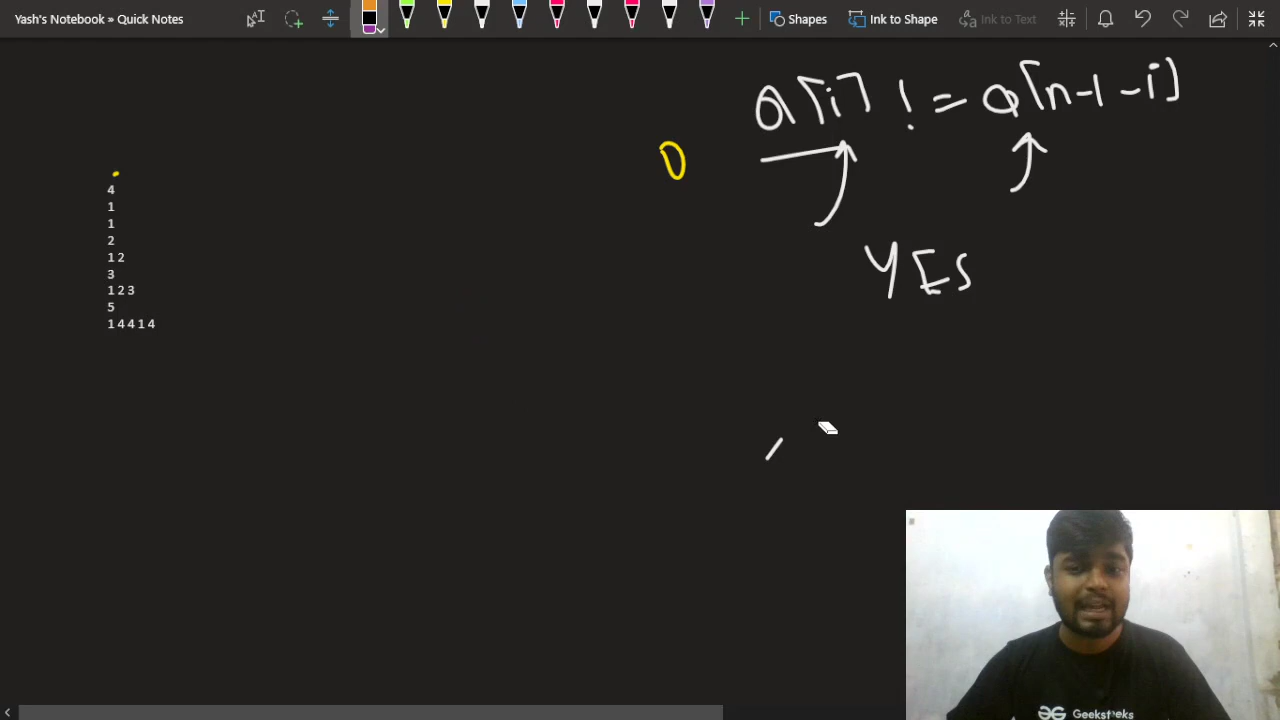 Yash's Notebook » Quick Notes
Shapes
Ink to Shape
Ink to Text
a[i] != a[n-1-i]
0
YES
4
1
1
2
1 2
3
1 2 3
5
1 4 4 1 4